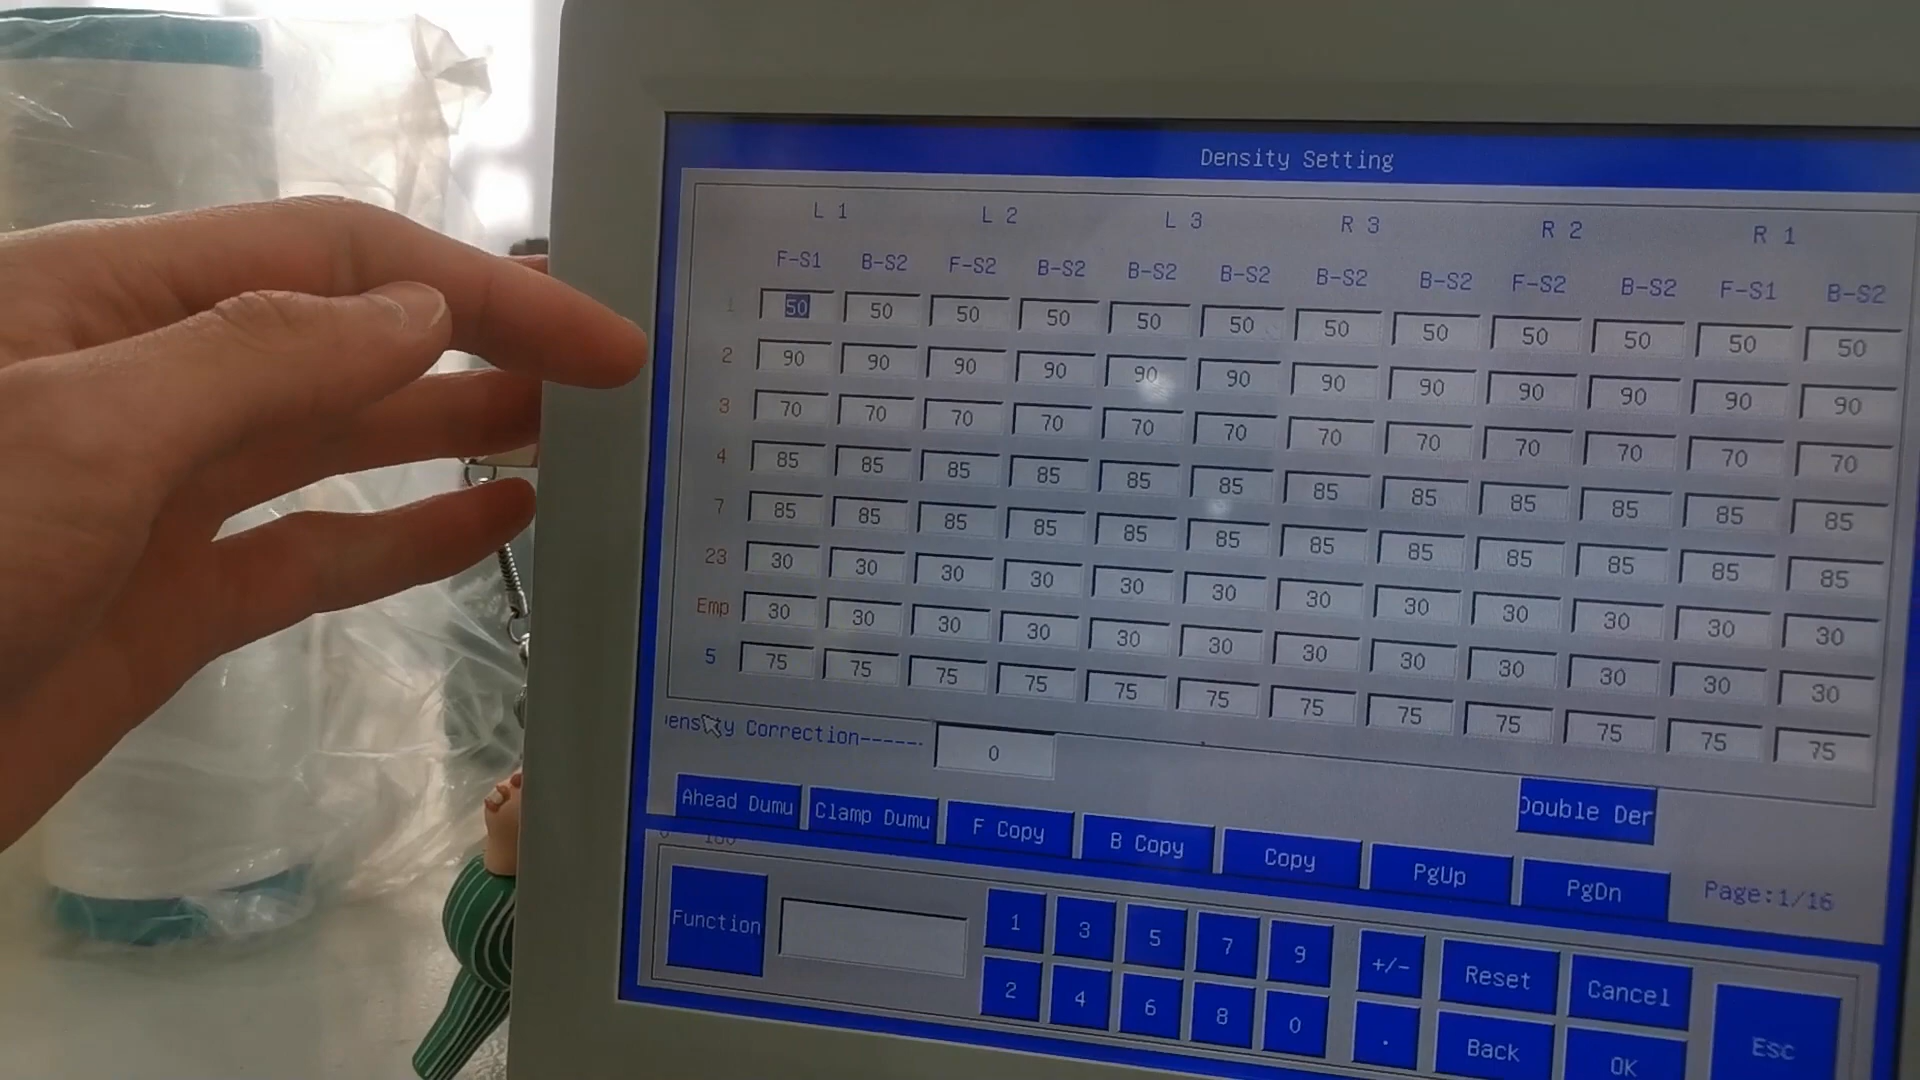 Density Setting
L 1 L 2 L 3 R 3 R 2 R 1
F-S1 B-S2 F-S2 B-S2 B-S2 B-S2 B-S2 B-S2 F-S2 B-S2 F-S1 B-S2
1 50 50 50 50 50 50 50 50 50 50 50 50
2 90 90 90 90 90 90 90 90 90 90 90 90
3 70 70 70 70 70 70 70 70 70 70 70 70
4 85 85 85 85 85 85 85 85 85 85 85 85
7 85 85 85 85 85 85 85 85 85 85 85 85
23 30 30 30 30 30 30 30 30 30 30 30 30
Emp 30 30 30 30 30 30 30 30 30 30 30 30
5 75 75 75 75 75 75 75 75 75 75 75 75
Correction------ 0
Double Der
Ahead Dumu Clamp Dumu F Copy B Copy Copy PgUp PgDn Page:1/16
Function 1 3 5 7 9 +/- Reset Cancel
2 4 6 8 0 . Back OK Esc